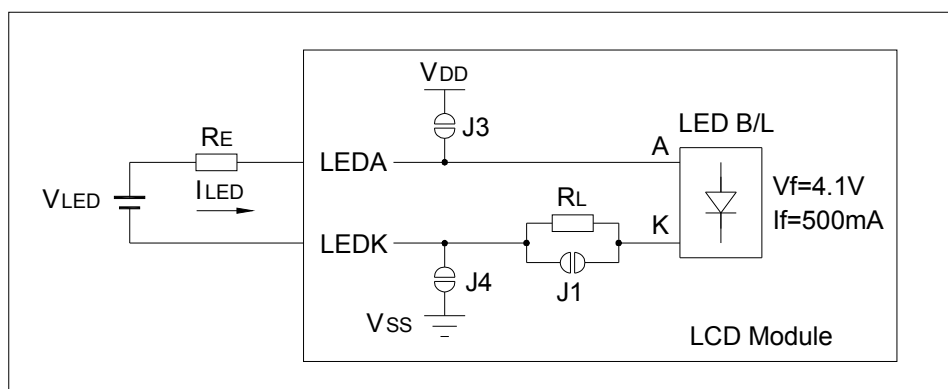 VDD
J3
RE
LED B/L
LEDA
A
VLED
ILED
Vf=4.1V
RL
If=500mA
LEDK
K
J4
J1
VSS
LCD Module